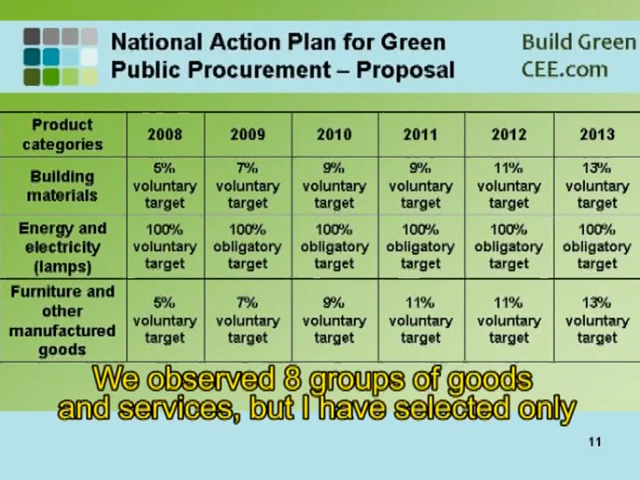 National Action Plan for Green
Public Procurement – Proposal
Build Green
CEE.com
Product categories 2008 2009 2010 2011 2012 2013
Building materials 5% voluntary target 7% voluntary target 9% voluntary target 9% voluntary target 11% voluntary target 13% voluntary target
Energy and electricity (lamps) 100% voluntary target 100% obligatory target 100% obligatory target 100% obligatory target 100% obligatory target 100% obligatory target
Furniture and other manufactured goods 5% voluntary target 7% voluntary target 9% voluntary target 11% voluntary target 11% voluntary target 13% voluntary target
We observed 8 groups of goods
and services, but I have selected only
11